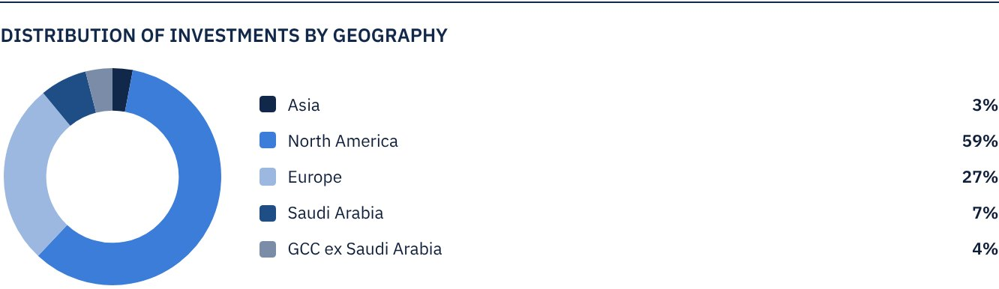 DISTRIBUTION OF INVESTMENTS BY GEOGRAPHY
Asia 3%
North America 59%
Europe 27%
Saudi Arabia 7%
GCC ex Saudi Arabia 4%